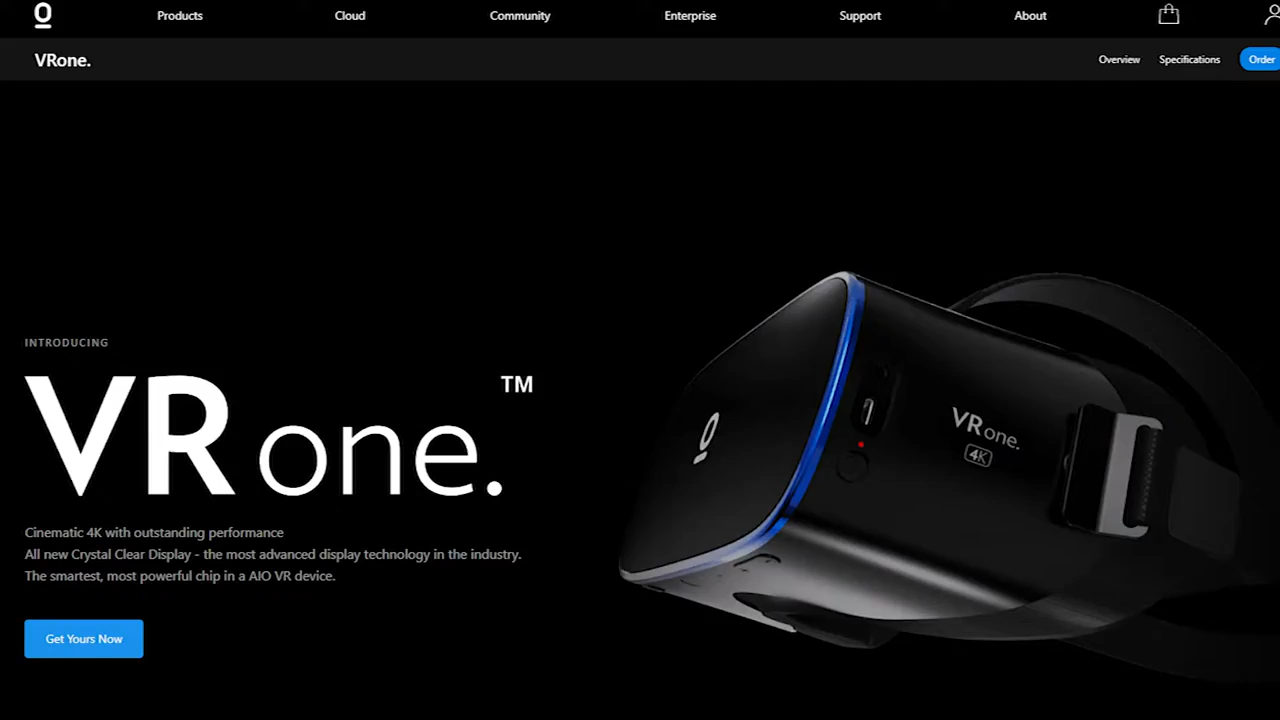 Products Cloud Community Enterprise Support About
VRone. Overview Specifications Order
INTRODUCING
VR one.™
Cinematic 4K with outstanding performance
All new Crystal Clear Display - the most advanced display technology in the industry.
The smartest, most powerful chip in a AIO VR device.
Get Yours Now
VR one.
4K